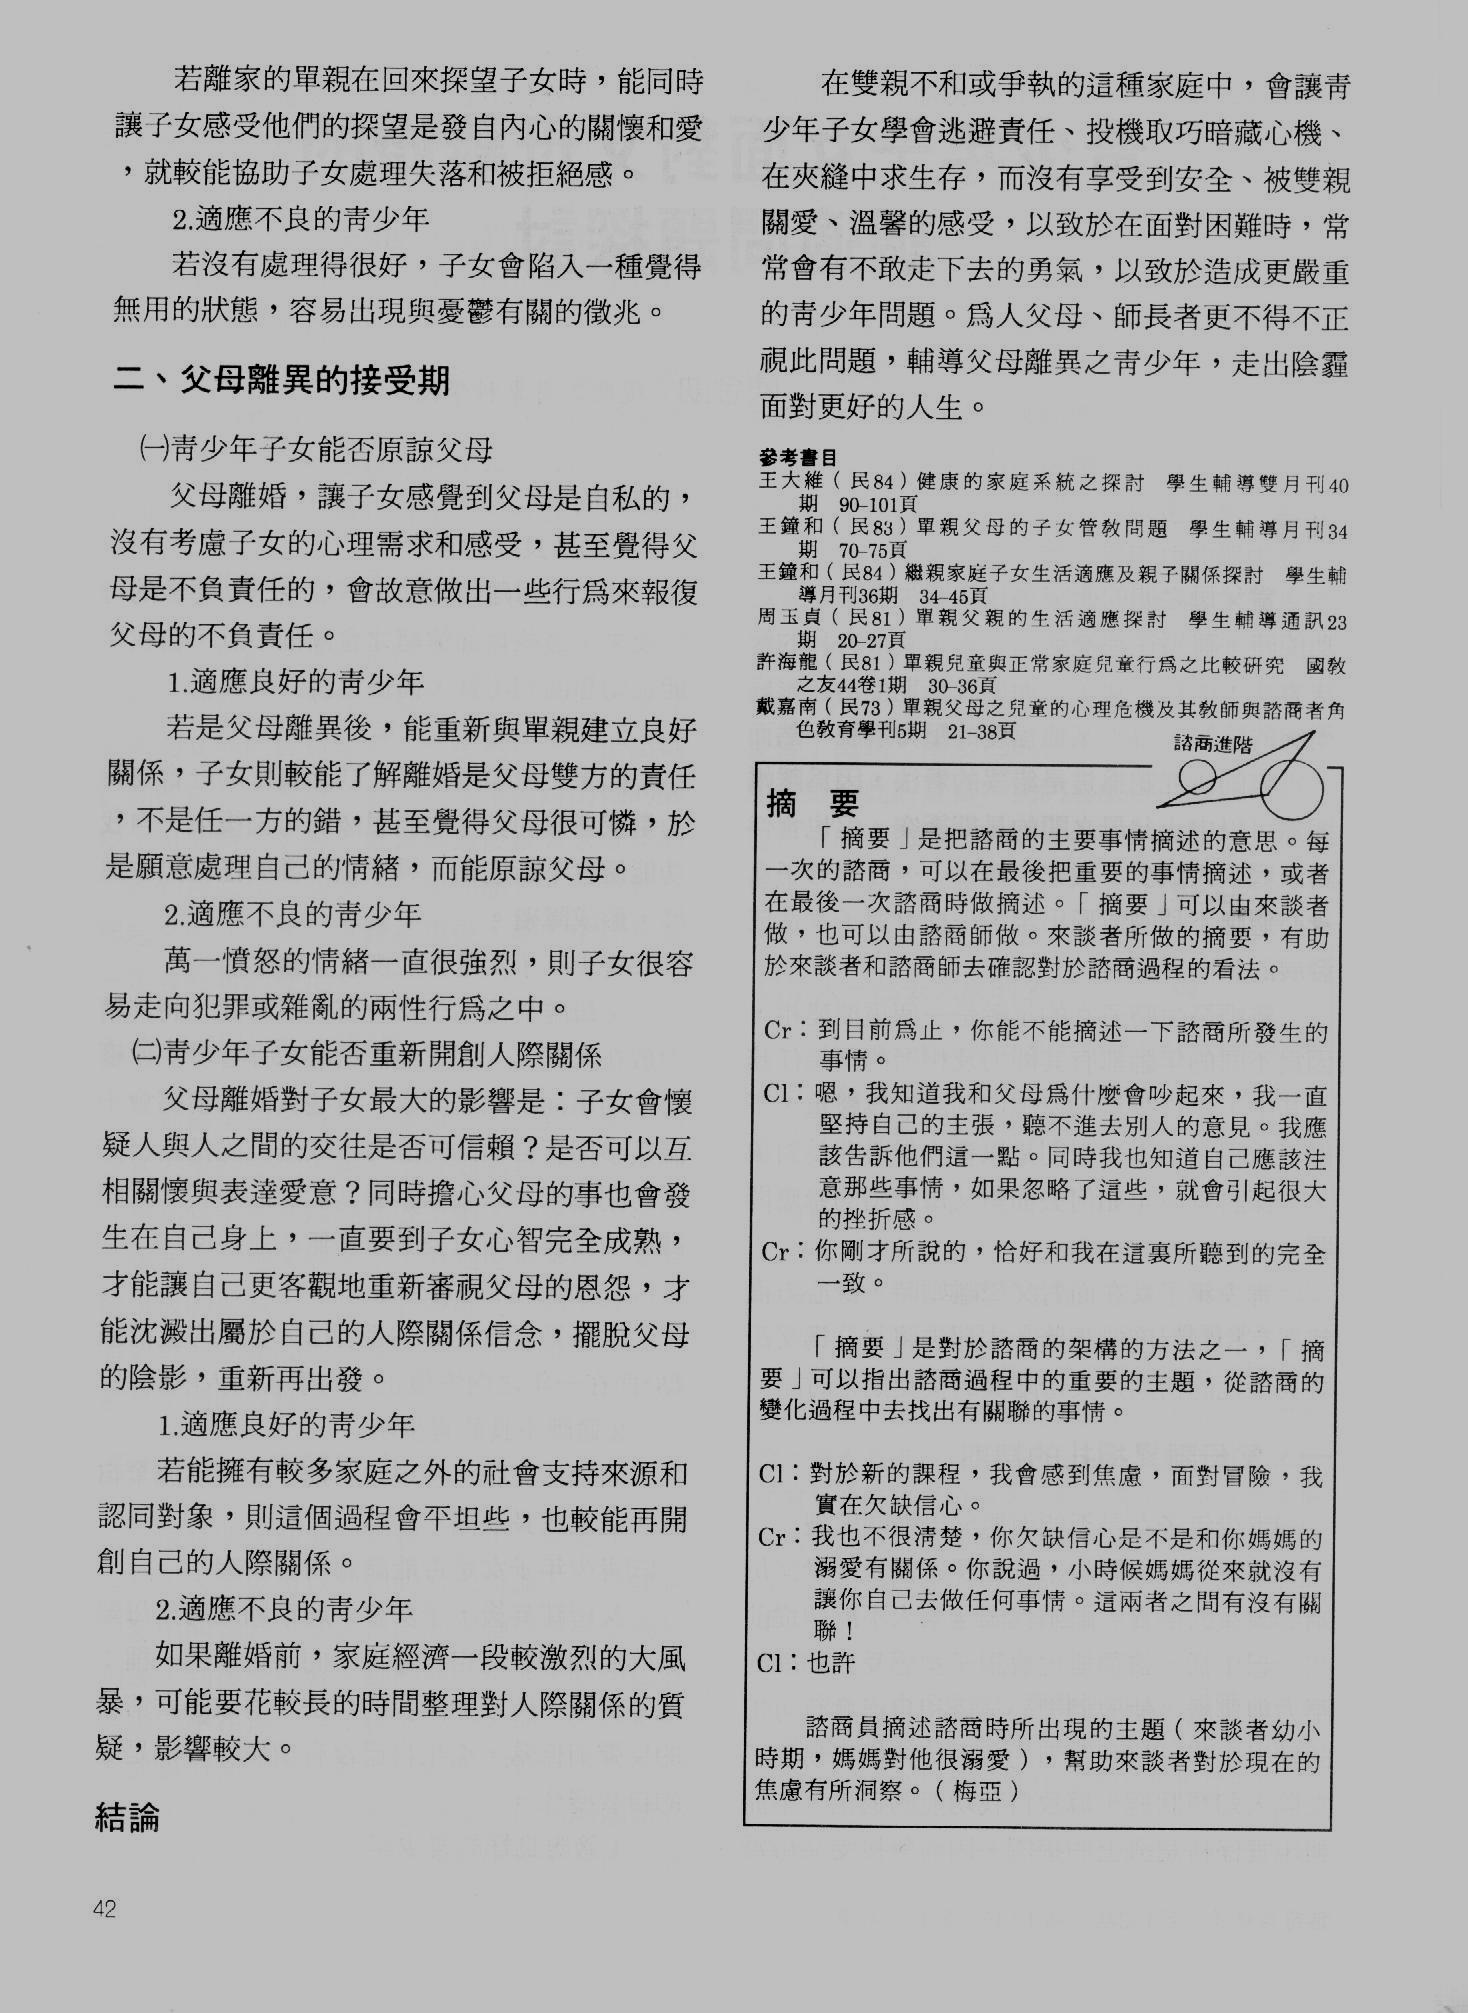 若離家的單親在回來探望子女時，能同時
讓子女感受他們的探望是發自內心的關懷和愛
，就較能協助子女處理失落和被拒絕感。
2.適應不良的靑少年
若沒有處理得很好，子女會陷入一種覺得
無用的狀態，容易出現與憂鬱有關的徵兆。
二、父母離異的接受期
㈠靑少年子女能否原諒父母
父母離婚，讓子女感覺到父母是自私的，
沒有考慮子女的心理需求和感受，甚至覺得父
母是不負責任的，會故意做出一些行爲來報復
父母的不負責任。
1.適應良好的靑少年
若是父母離異後，能重新與單親建立良好
關係，子女則較能了解離婚是父母雙方的責任
，不是任一方的錯，甚至覺得父母很可憐，於
是願意處理自己的情緒，而能原諒父母。
2.適應不良的靑少年
萬一憤怒的情緒一直很強烈，則子女很容
易走向犯罪或雜亂的兩性行爲之中。
㈡靑少年子女能否重新開創人際關係
父母離婚對子女最大的影響是：子女會懷
疑人與人之間的交往是否可信賴？是否可以互
相關懷與表達愛意？同時擔心父母的事也會發
生在自己身上，一直要到子女心智完全成熟，
才能讓自己更客觀地重新審視父母的恩怨，才
能沈澱出屬於自己的人際關係信念，擺脫父母
的陰影，重新再出發。
1.適應良好的靑少年
若能擁有較多家庭之外的社會支持來源和
認同對象，則這個過程會平坦些，也較能再開
創自己的人際關係。
2.適應不良的靑少年
如果離婚前，家庭經濟一段較激烈的大風
暴，可能要花較長的時間整理對人際關係的質
疑，影響較大。
結論
42
在雙親不和或爭執的這種家庭中，會讓靑
少年子女學會逃避責任、投機取巧暗藏心機、
在夾縫中求生存，而沒有享受到安全、被雙親
關愛、溫馨的感受，以致於在面對困難時，常
常會有不敢走下去的勇氣，以致於造成更嚴重
的靑少年問題。爲人父母、師長者更不得不正
視此問題，輔導父母離異之靑少年，走出陰霾
面對更好的人生。
參考書目
王大維（民84）健康的家庭系統之探討　學生輔導雙月刊40
期　90–101頁
王鐘和（民83）單親父母的子女管敎問題　學生輔導月刊34
期　70–75頁
王鐘和（民84）繼親家庭子女生活適應及親子關係探討　學生輔
導月刊36期　34–45頁
周玉貞（民81）單親父親的生活適應探討　學生輔導通訊23
期　20–27頁
許海龍（民81）單親兒童與正常家庭兒童行爲之比較硏究　國敎
之友44卷1期　30–36頁
戴嘉南（民73）單親父母之兒童的心理危機及其敎師與諮商者角
色敎育學刊5期　21–38頁
諮商進階
摘　要
「摘要」是把諮商的主要事情摘述的意思。每
一次的諮商，可以在最後把重要的事情摘述，或者
在最後一次諮商時做摘述。「摘要」可以由來談者
做，也可以由諮商師做。來談者所做的摘要，有助
於來談者和諮商師去確認對於諮商過程的看法。
Cr：到目前爲止，你能不能摘述一下諮商所發生的
事情。
Cl：嗯，我知道我和父母爲什麼會吵起來，我一直
堅持自己的主張，聽不進去別人的意見。我應
該告訴他們這一點。同時我也知道自己應該注
意那些事情，如果忽略了這些，就會引起很大
的挫折感。
Cr：你剛才所說的，恰好和我在這裏所聽到的完全
一致。
「摘要」是對於諮商的架構的方法之一，「摘
要」可以指出諮商過程中的重要的主題，從諮商的
變化過程中去找出有關聯的事情。
Cl：對於新的課程，我會感到焦慮，面對冒險，我
實在欠缺信心。
Cr：我也不很淸楚，你欠缺信心是不是和你媽媽的
溺愛有關係。你說過，小時候媽媽從來就沒有
讓你自己去做任何事情。這兩者之間有沒有關
聯！
Cl：也許
諮商員摘述諮商時所出現的主題（來談者幼小
時期，媽媽對他很溺愛），幫助來談者對於現在的
焦慮有所洞察。（梅亞）